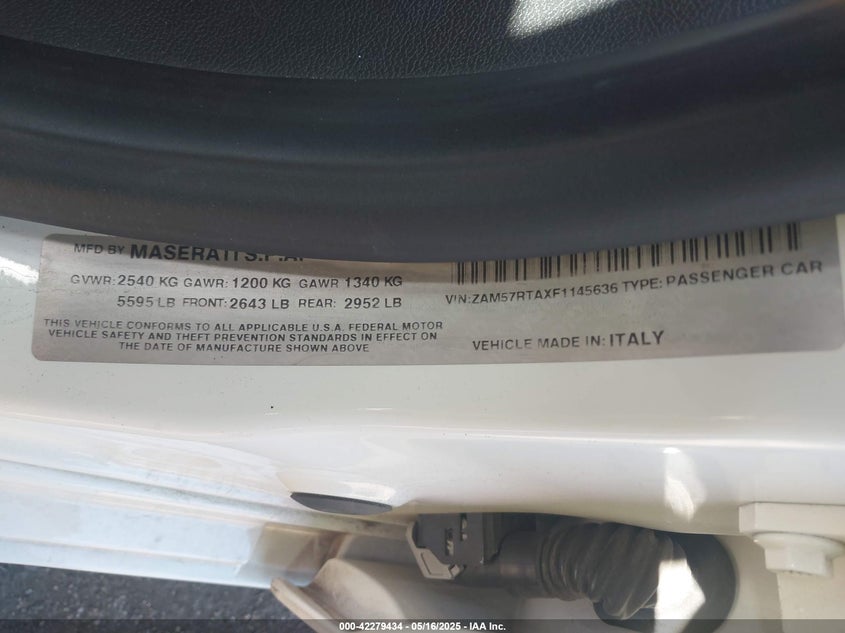 MFD BY MASERATI S.P.A.
GVWR: 2540 KG GAWR: 1200 KG GAWR 1340 KG
5595 LB FRONT: 2643 LB REAR: 2952 LB
THIS VEHICLE CONFORMS TO ALL APPLICABLE U.S.A. FEDERAL MOTOR
VEHICLE SAFETY AND THEFT PREVENTION STANDARDS IN EFFECT ON
THE DATE OF MANUFACTURE SHOWN ABOVE
VIN: ZAM57RTAXF1145636 TYPE: PASSENGER CAR
VEHICLE MADE IN: ITALY
000-42279434 - 05/16/2025 - IAA Inc.